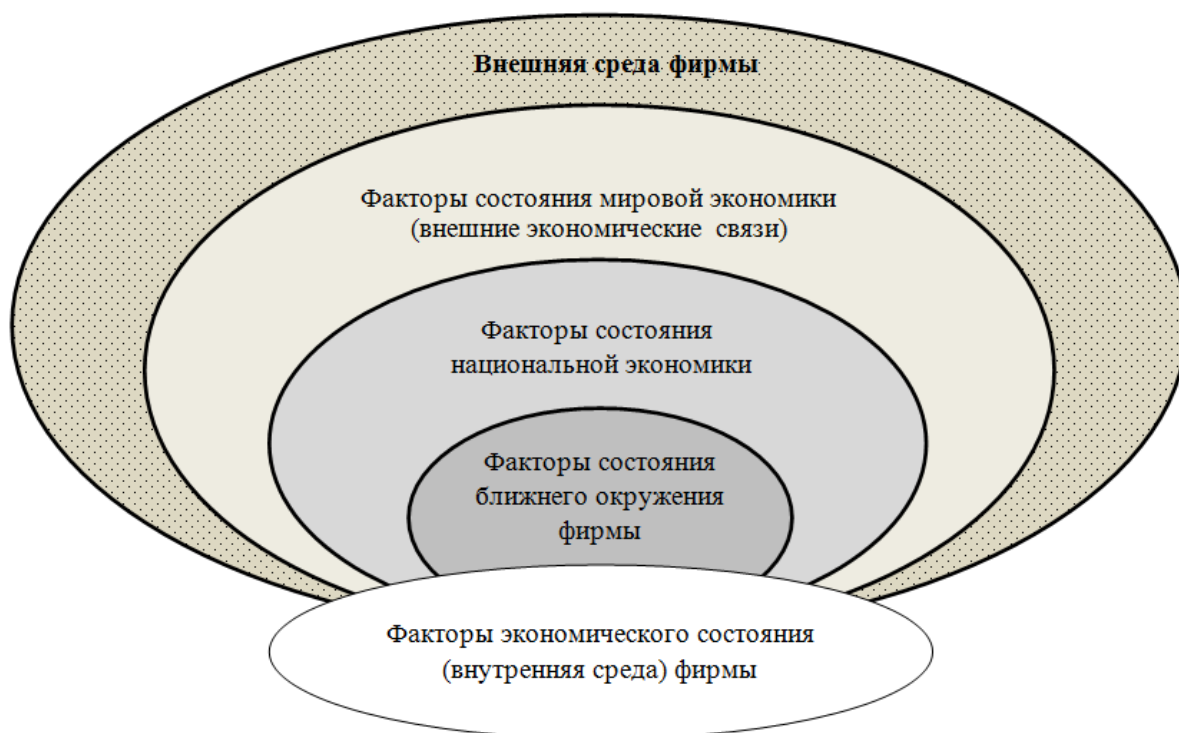 Внешняя среда фирмы
Факторы состояния мировой экономики
(внешние экономические связи)
Факторы состояния
национальной экономики
Факторы состояния
ближнего окружения
фирмы
Факторы экономического состояния
(внутренняя среда) фирмы